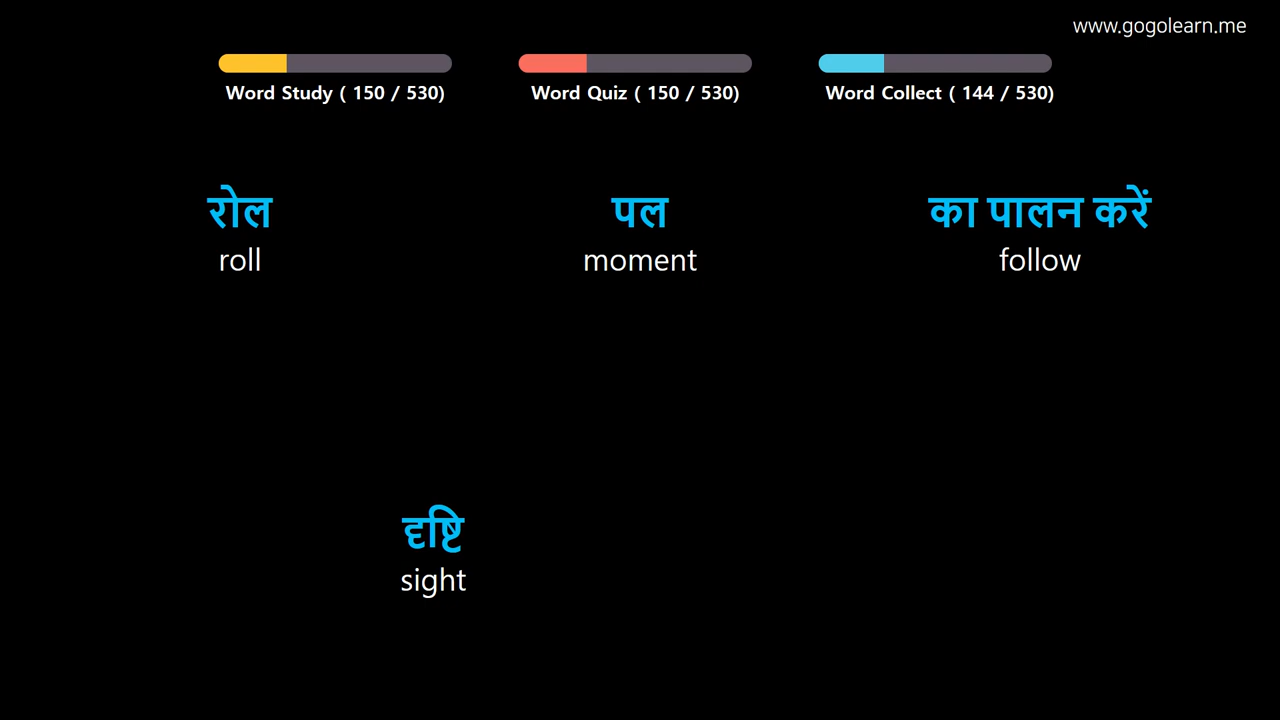 www.gogolearn.me
Word Study ( 150 / 530)
Word Quiz ( 150 / 530)
Word Collect ( 144 / 530)
रोल
roll
पल
moment
का पालन करें
follow
दृष्टि
sight